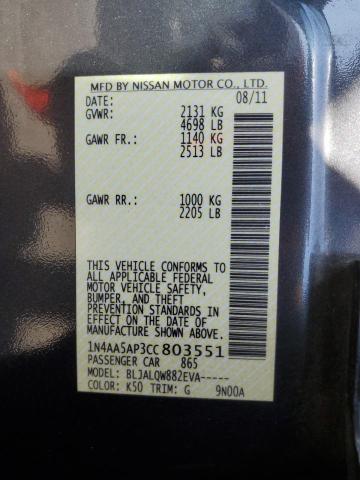 MFD BY NISSAN MOTOR CO., LTD.
DATE: 08/11
GVWR: 2131 KG
4698 LB
GAWR FR.: 1140 KG
2513 LB
GAWR RR.: 1000 KG
2205 LB
THIS VEHICLE CONFORMS TO
ALL APPLICABLE FEDERAL
MOTOR VEHICLE SAFETY,
BUMPER, AND THEFT
PREVENTION STANDARDS IN
EFFECT ON THE DATE OF
MANUFACTURE SHOWN ABOVE.
1N4AA5AP3CC803551
PASSENGER CAR 865
MODEL: BLJALQW882EVA-----
COLOR: K50 TRIM: G 9N00A